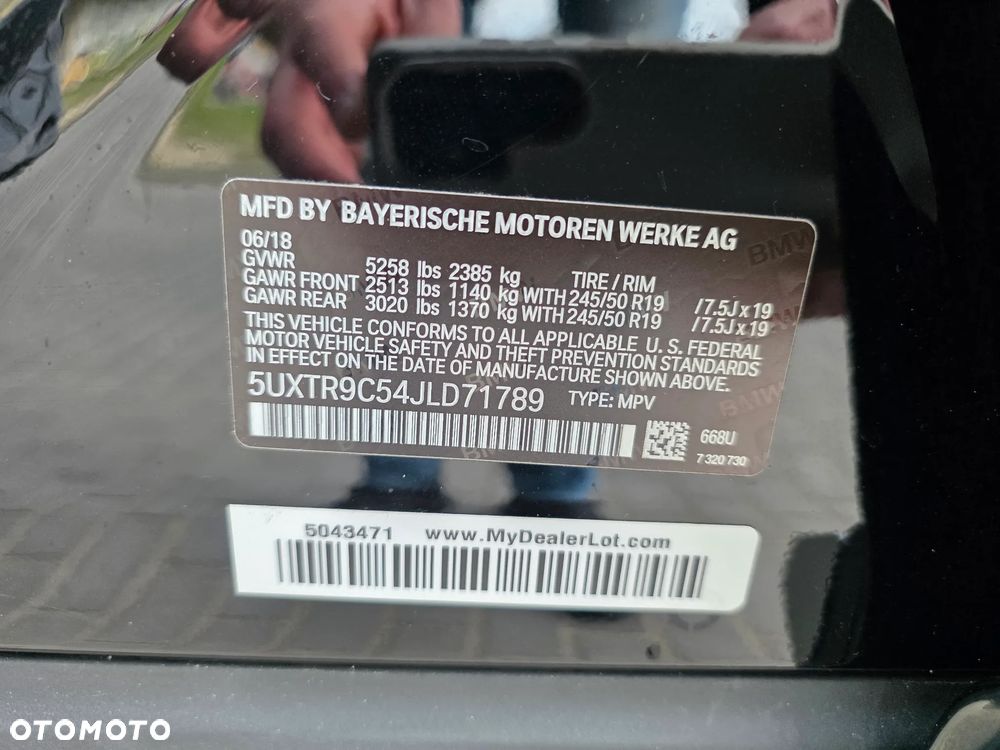 MFD BY BAYERISCHE MOTOREN WERKE AG
06/18
GVWR 5258 lbs 2385 kg TIRE / RIM
GAWR FRONT 2513 lbs 1140 kg WITH 245/50 R19 /7.5J x 19
GAWR REAR 3020 lbs 1370 kg WITH 245/50 R19 /7.5J x 19
THIS VEHICLE CONFORMS TO ALL APPLICABLE U. S. FEDERAL
MOTOR VEHICLE SAFETY AND THEFT PREVENTION STANDARDS
IN EFFECT ON THE DATE OF MANUFACTURE SHOWN ABOVE.
5UXTR9C54JLD71789 TYPE: MPV
668U
7 320 730
BMW
BMW
5043471 www.MyDealerLot.com
OTOMOTO